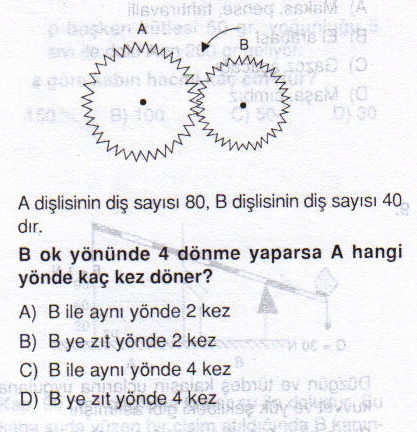 A
B
A dişlisinin diş sayısı 80, B dişlisinin diş sayısı 40
dır.
B ok yönünde 4 dönme yaparsa A hangi
yönde kaç kez döner?
A) B ile aynı yönde 2 kez
B) B ye zıt yönde 2 kez
C) B ile aynı yönde 4 kez
D) B ye zıt yönde 4 kez